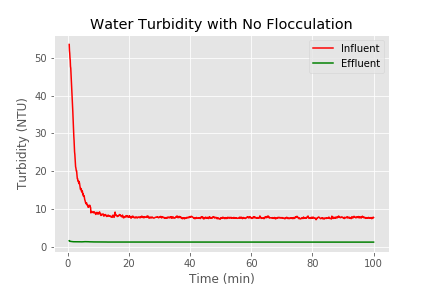 Water Turbidity with No Flocculation
Influent
Effluent
Turbidity (NTU)
50
40
30
20
10
0
0 20 40 60 80 100
Time (min)